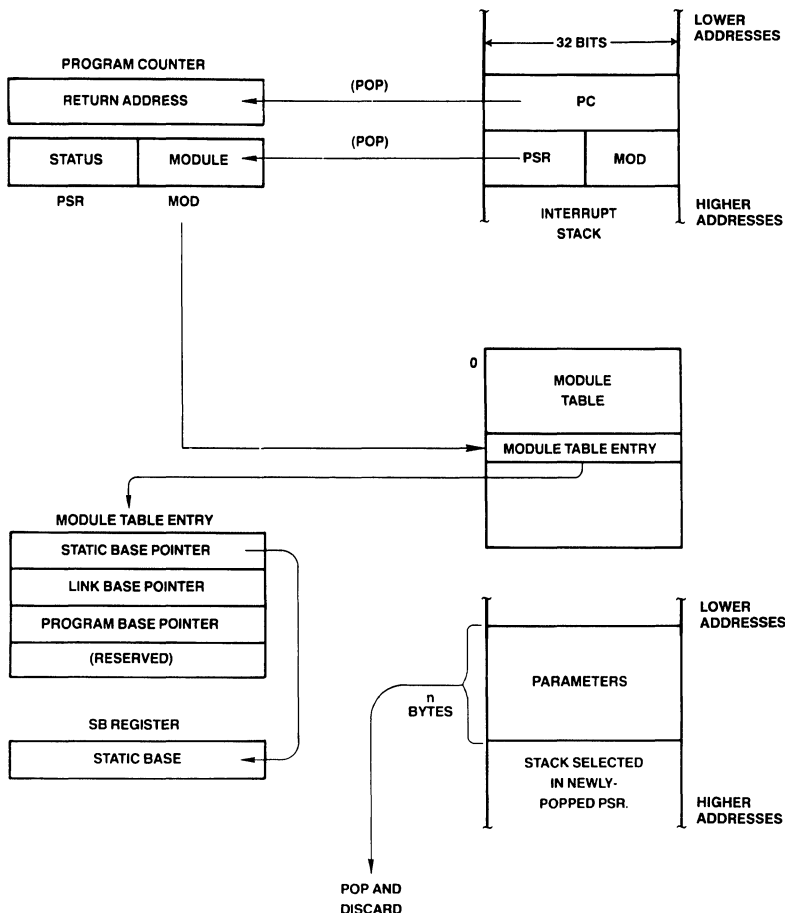 LOWER
ADDRESSES
32 BITS
PROGRAM COUNTER
RETURN ADDRESS
(POP)
PC
STATUS
MODULE
(POP)
PSR
MOD
PSR
MOD
INTERRUPT
STACK
HIGHER
ADDRESSES
0
MODULE
TABLE
MODULE TABLE ENTRY
MODULE TABLE ENTRY
STATIC BASE POINTER
LINK BASE POINTER
PROGRAM BASE POINTER
(RESERVED)
LOWER
ADDRESSES
PARAMETERS
n
BYTES
SB REGISTER
STATIC BASE
STACK SELECTED
IN NEWLY-
POPPED PSR.
HIGHER
ADDRESSES
POP AND
DISCARD